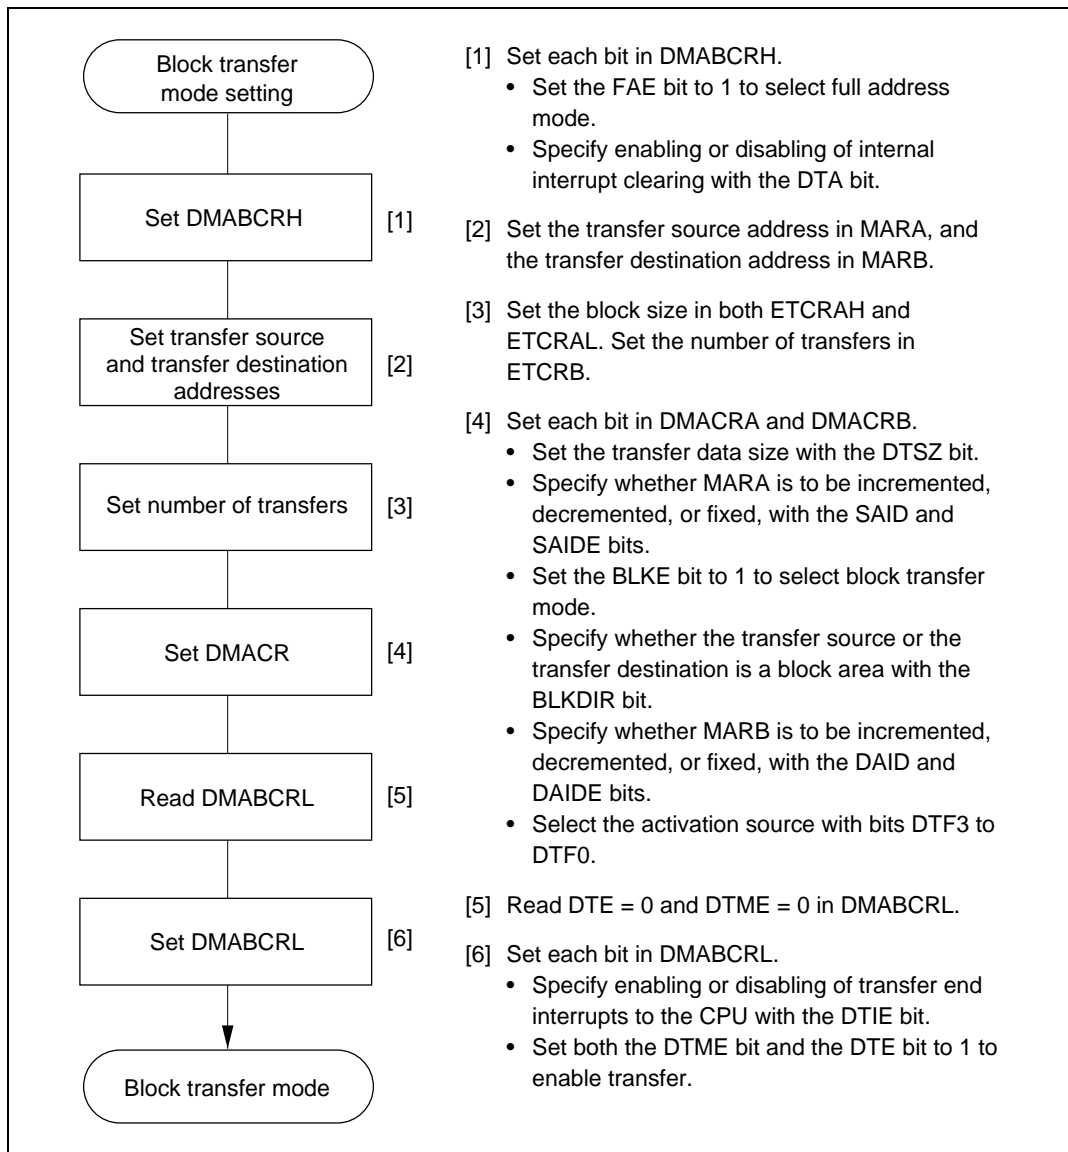 Block transfer
mode setting
Set DMABCRH
[1]
Set transfer source
and transfer destination
addresses
[2]
Set number of transfers
[3]
Set DMACR
[4]
Read DMABCRL
[5]
Set DMABCRL
[6]
Block transfer mode
[1] Set each bit in DMABCRH.
• Set the FAE bit to 1 to select full address
mode.
• Specify enabling or disabling of internal
interrupt clearing with the DTA bit.
[2] Set the transfer source address in MARA, and
the transfer destination address in MARB.
[3] Set the block size in both ETCRAH and
ETCRAL. Set the number of transfers in
ETCRB.
[4] Set each bit in DMACRA and DMACRB.
• Set the transfer data size with the DTSZ bit.
• Specify whether MARA is to be incremented,
decremented, or fixed, with the SAID and
SAIDE bits.
• Set the BLKE bit to 1 to select block transfer
mode.
• Specify whether the transfer source or the
transfer destination is a block area with the
BLKDIR bit.
• Specify whether MARB is to be incremented,
decremented, or fixed, with the DAID and
DAIDE bits.
• Select the activation source with bits DTF3 to
DTF0.
[5] Read DTE = 0 and DTME = 0 in DMABCRL.
[6] Set each bit in DMABCRL.
• Specify enabling or disabling of transfer end
interrupts to the CPU with the DTIE bit.
• Set both the DTME bit and the DTE bit to 1 to
enable transfer.